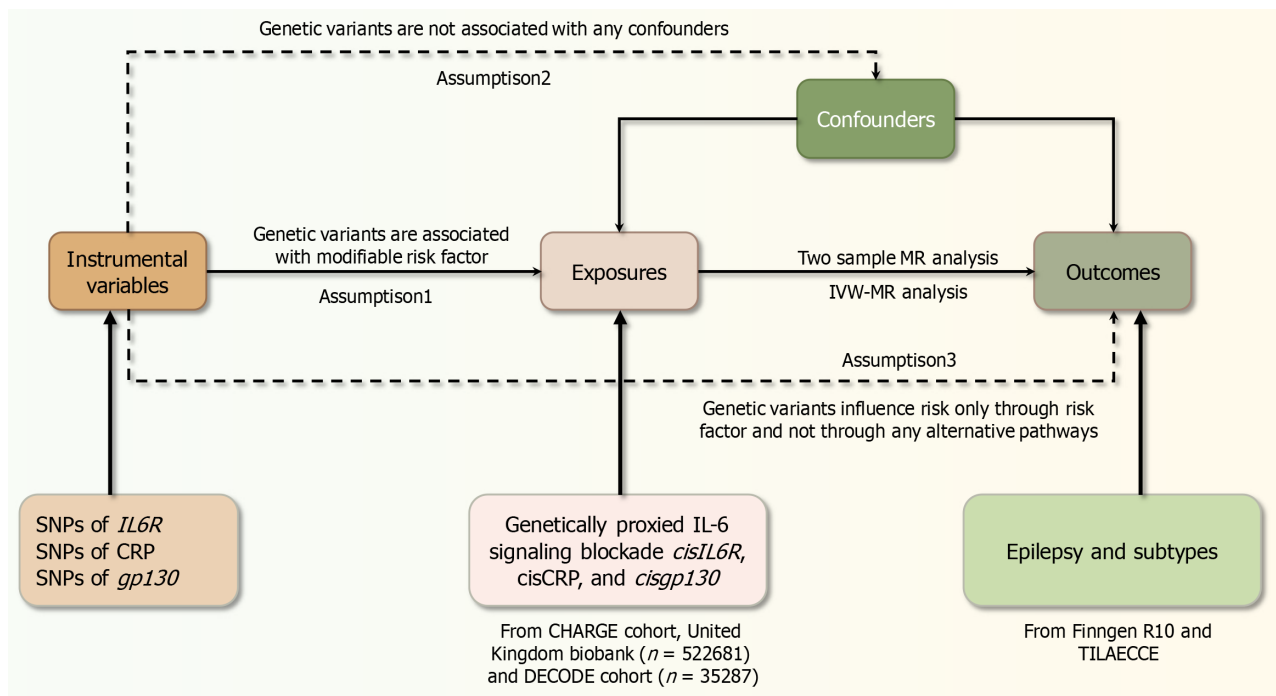 Genetic variants are not associated with any confounders
Assumptison2
Confounders
Instrumental
variables
Genetic variants are associated
with modifiable risk factor
Assumptison1
Exposures
Two sample MR analysis
IVW-MR analysis
Outcomes
Assumptison3
Genetic variants influence risk only through risk
factor and not through any alternative pathways
SNPs of IL6R
SNPs of CRP
SNPs of gp130
Genetically proxied IL-6
signaling blockade cisIL6R,
cisCRP, and cisgp130
Epilepsy and subtypes
From CHARGE cohort, United
Kingdom biobank (n = 522681)
and DECODE cohort (n = 35287)
From Finngen R10 and
TILAECCE